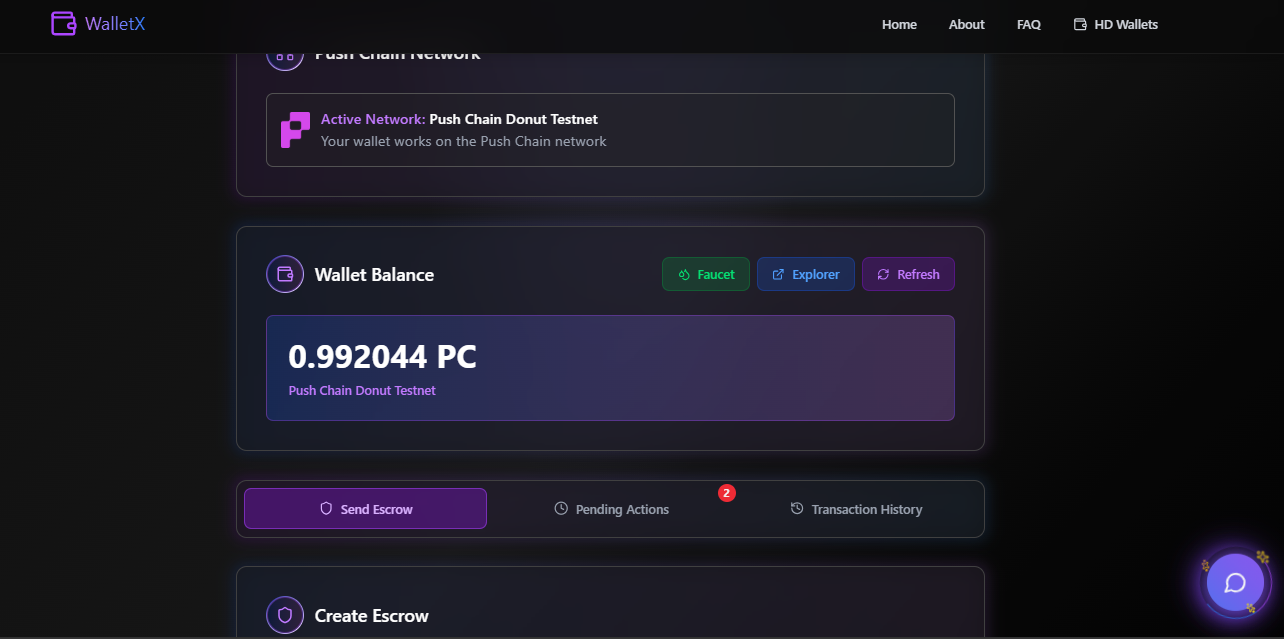 WalletX
Home
About
FAQ
HD Wallets
Push Chain Network
Active Network: Push Chain Donut Testnet
Your wallet works on the Push Chain network
Wallet Balance
Faucet
Explorer
Refresh
0.992044 PC
Push Chain Donut Testnet
Send Escrow
Pending Actions
2
Transaction History
Create Escrow